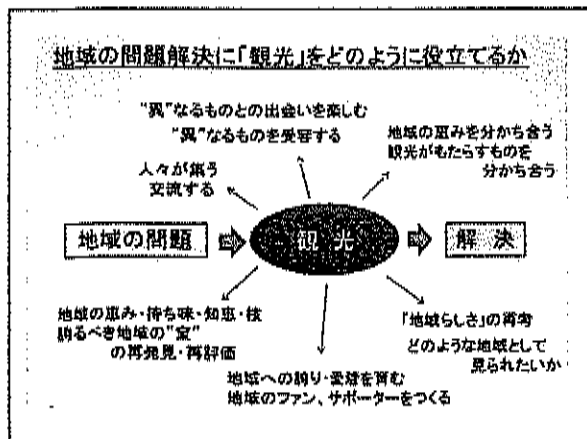 地域の問題解決に「観光」をどのように役立てるか
“異”なるものとの出会いを楽しむ
“異”なるものを受容する
地域の恵みを分かち合う
観光がもたらすものを
分かち合う
人々が集う
交流する
地域の問題
観光
解決
地域の恵み・持ち味・知恵・技
誇るべき地域の“宝”
の再発見・再評価
「地域らしさ」の再考
どのような地域として
見られたいか
地域への誇り・愛着を育む
地域のファン、サポーターをつくる